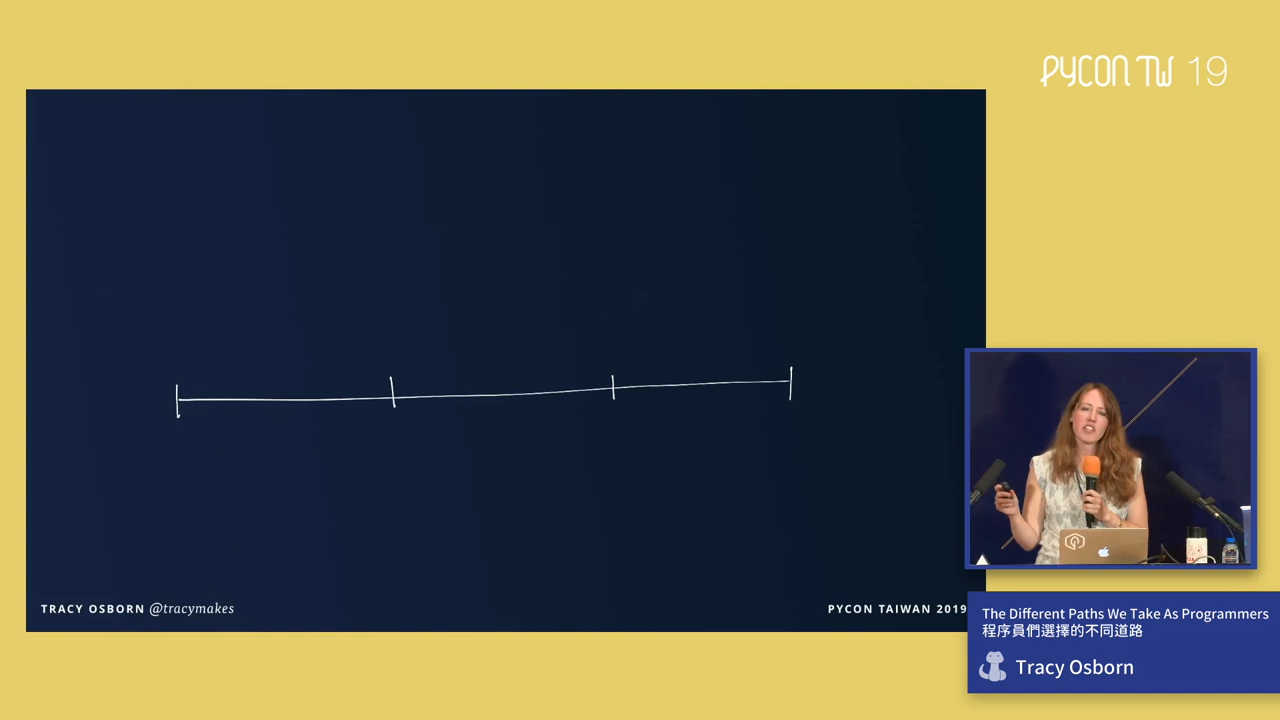 PYCON TW 19
TRACY OSBORN @tracymakes
PYCON TAIWAN 2019
The Different Paths We Take As Programmers
程序員們選擇的不同道路
Tracy Osborn